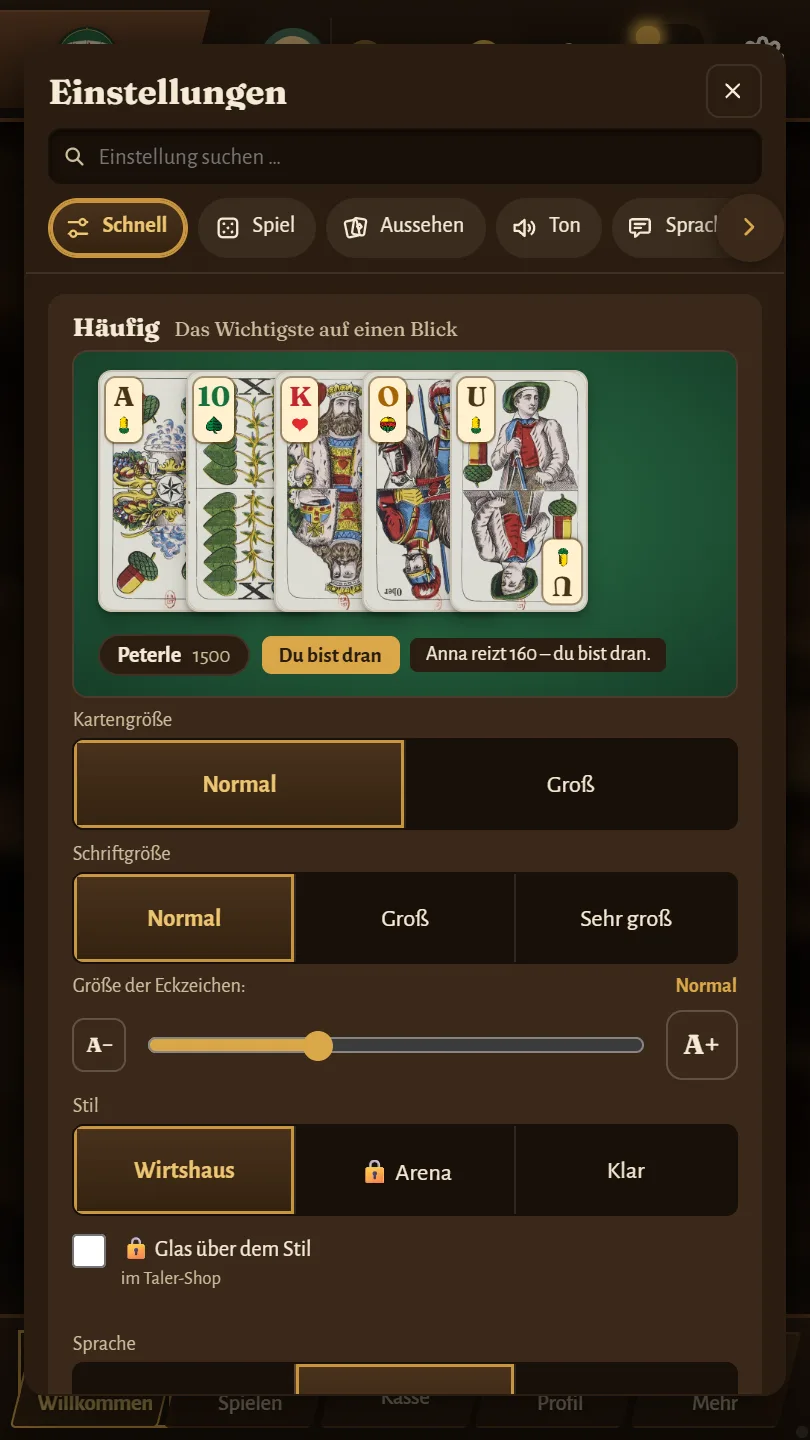 Einstellungen
Einstellung suchen ...
Schnell Spiel Aussehen Ton Sprach
Häufig Das Wichtigste auf einen Blick
A 10 K O U
X X
Ober
U
Peterle 1500 Du bist dran Anna reizt 160 – du bist dran.
Kartengröße
Normal Groß
Schriftgröße
Normal Groß Sehr groß
Größe der Eckzeichen: Normal
A− A+
Stil
Wirtshaus Arena Klar
Glas über dem Stil
im Taler-Shop
Sprache
Willkommen Spielen Kasse Profil Mehr